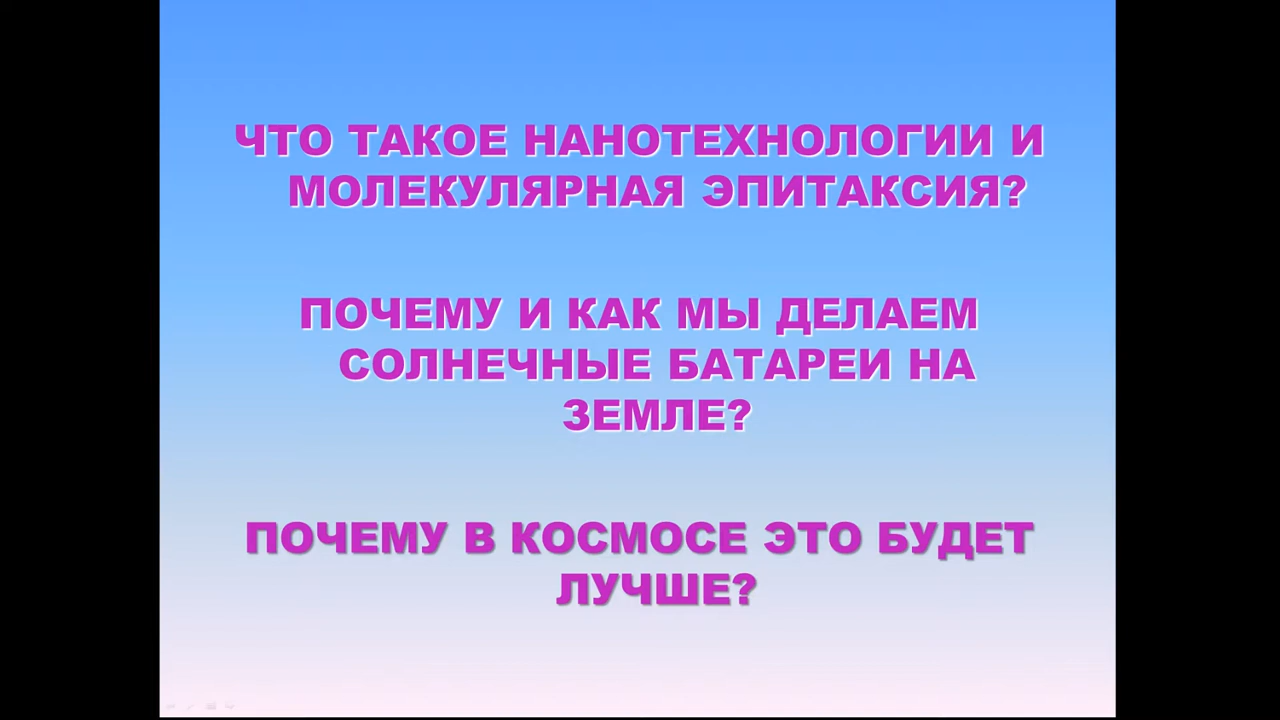 ЧТО ТАКОЕ НАНОТЕХНОЛОГИИ И
МОЛЕКУЛЯРНАЯ ЭПИТАКСИЯ?
ПОЧЕМУ И КАК МЫ ДЕЛАЕМ
СОЛНЕЧНЫЕ БАТАРЕИ НА
ЗЕМЛЕ?
ПОЧЕМУ В КОСМОСЕ ЭТО БУДЕТ
ЛУЧШЕ?